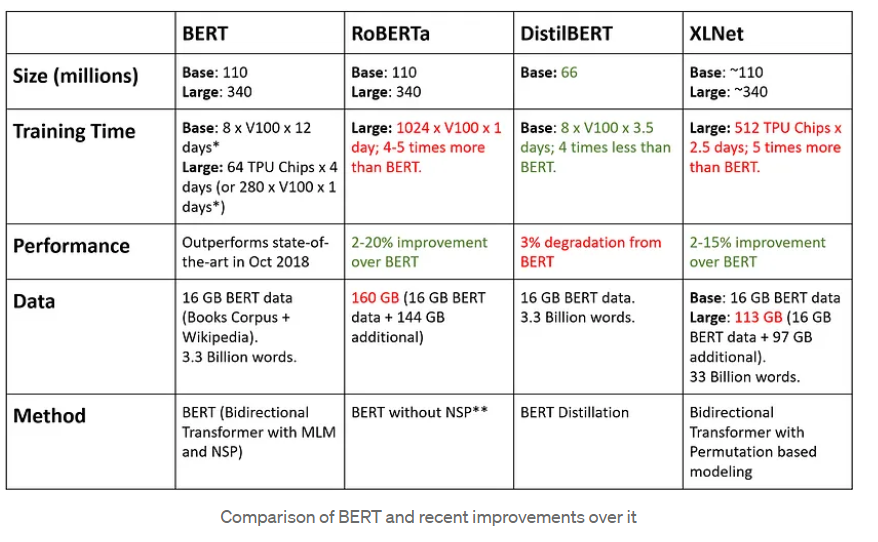 BERT RoBERTa DistilBERT XLNet
Size (millions)
Base: 110
Large: 340
Base: 110
Large: 340
Base: 66
Base: ~110
Large: ~340
Training Time
Base: 8 x V100 x 12
days*
Large: 64 TPU Chips x 4
days (or 280 x V100 x 1
days*)
Large: 1024 x V100 x 1
day; 4-5 times more
than BERT.
Base: 8 x V100 x 3.5
days; 4 times less than
BERT.
Large: 512 TPU Chips x
2.5 days; 5 times more
than BERT.
Performance
Outperforms state-of-
the-art in Oct 2018
2-20% improvement
over BERT
3% degradation from
BERT
2-15% improvement
over BERT
Data
16 GB BERT data
(Books Corpus +
Wikipedia).
3.3 Billion words.
160 GB (16 GB BERT
data + 144 GB
additional)
16 GB BERT data.
3.3 Billion words.
Base: 16 GB BERT data
Large: 113 GB (16 GB
BERT data + 97 GB
additional).
33 Billion words.
Method
BERT (Bidirectional
Transformer with MLM
and NSP)
BERT without NSP**
BERT Distillation
Bidirectional
Transformer with
Permutation based
modeling
Comparison of BERT and recent improvements over it